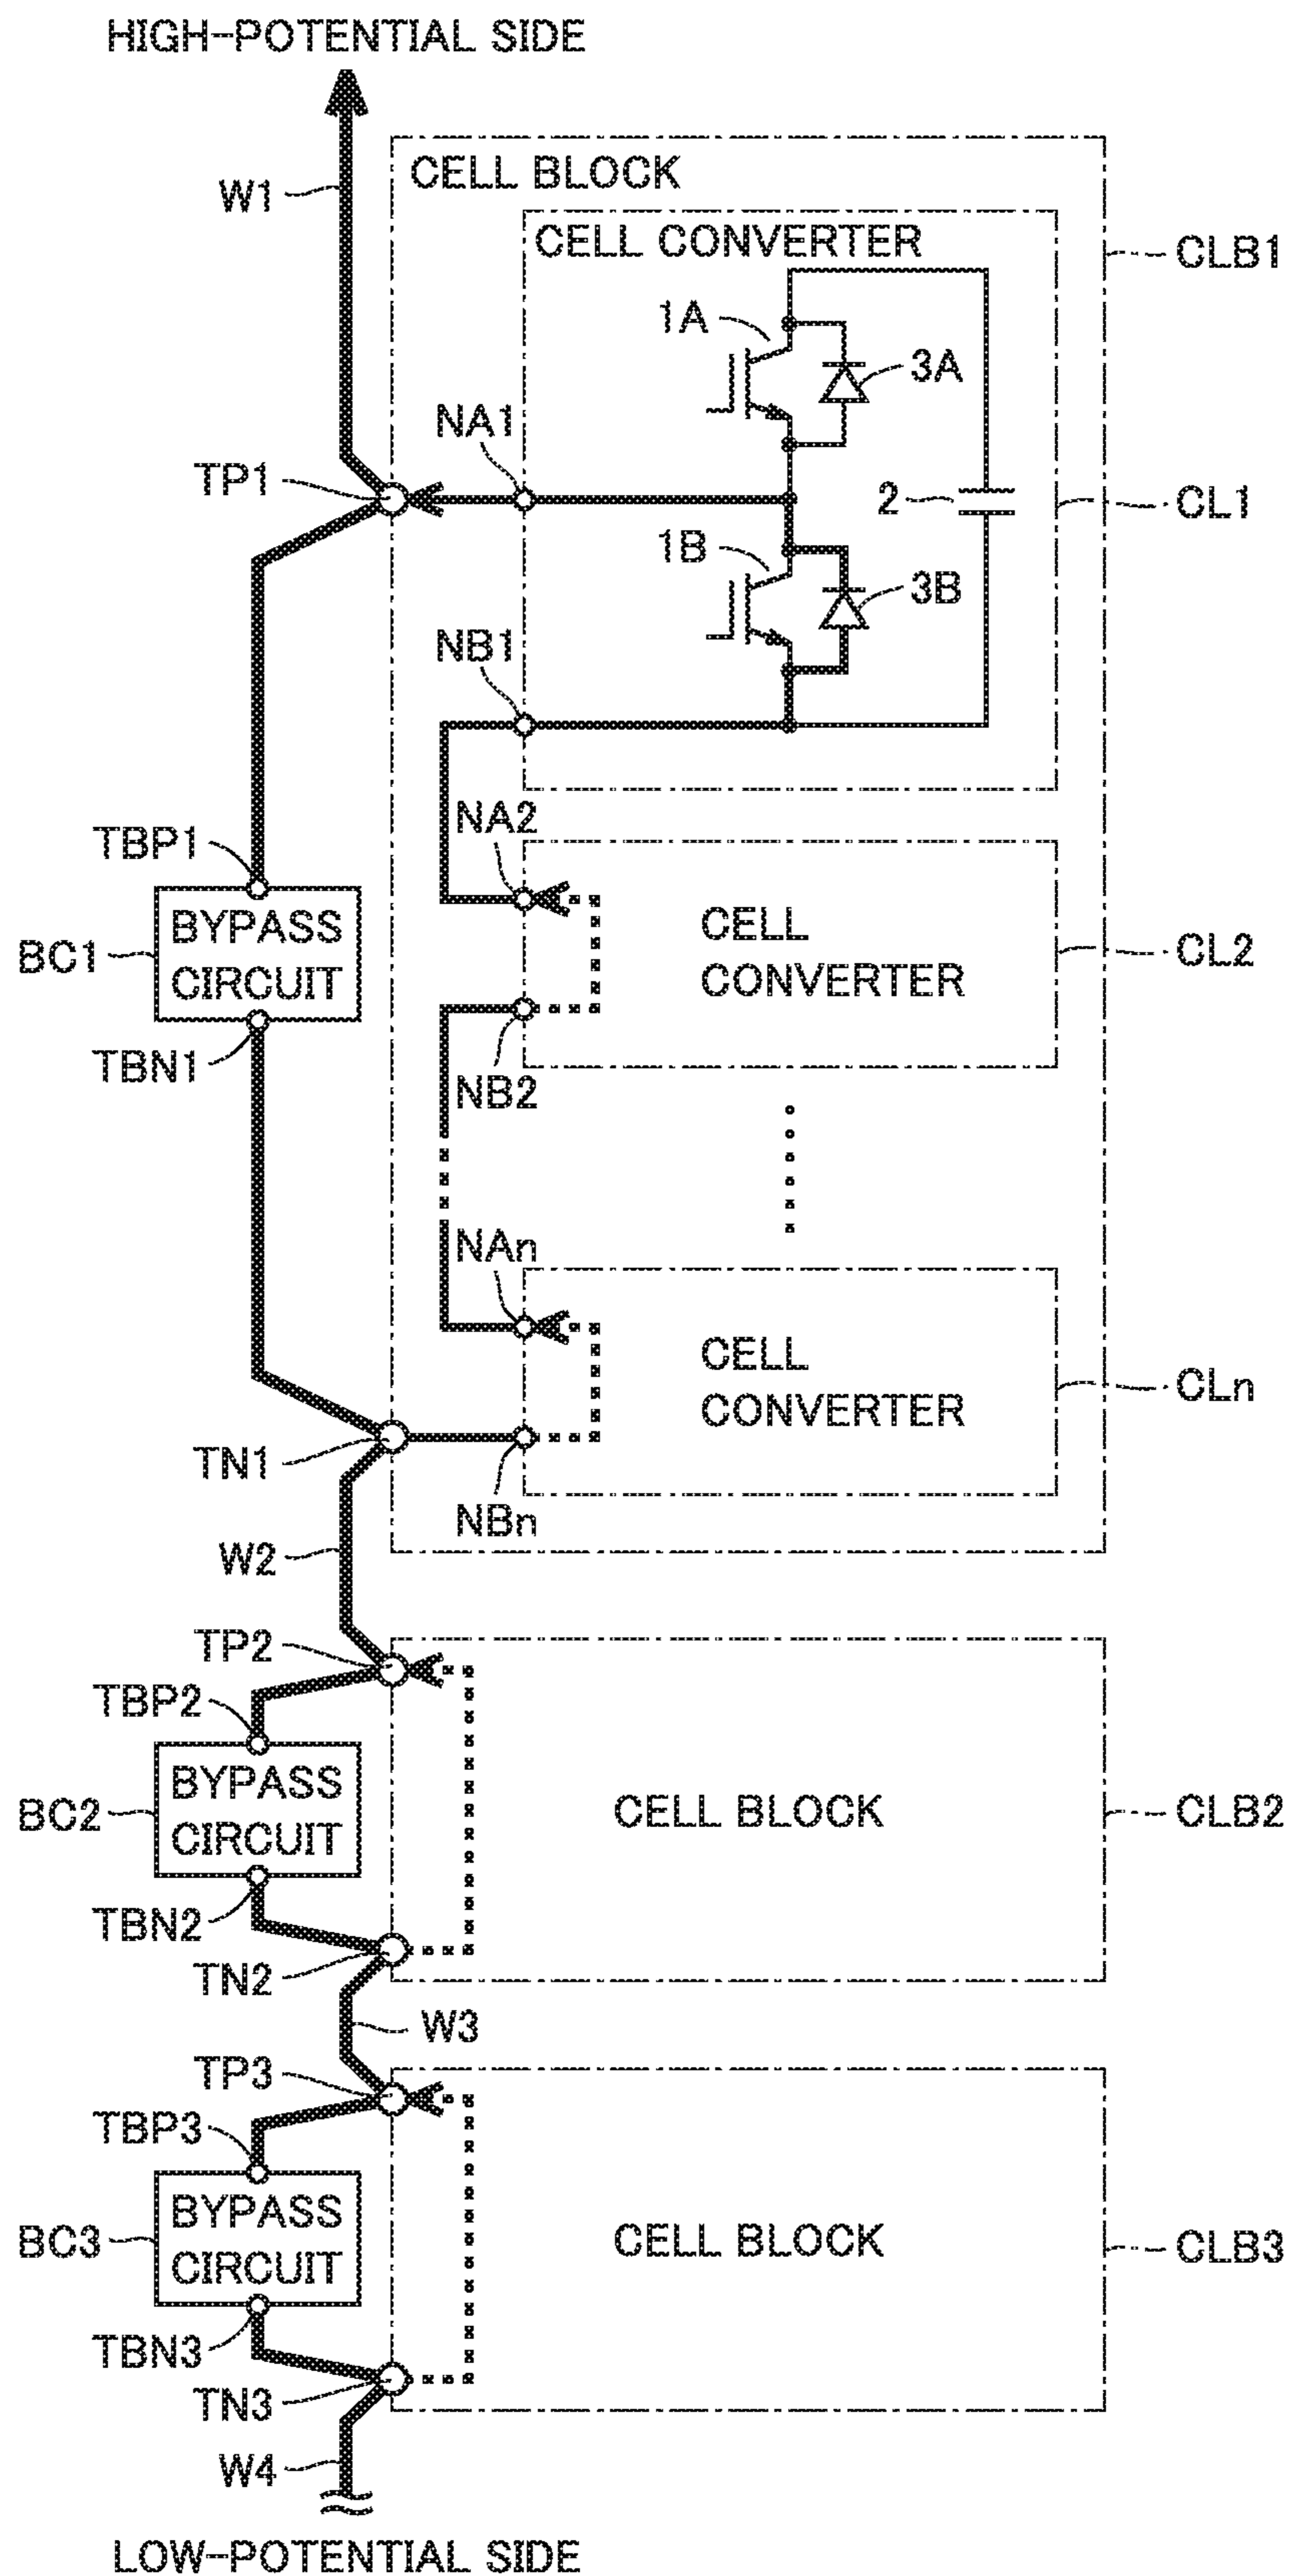 HIGH-POTENTIAL SIDE
CELL BLOCK
W1
CELL CONVERTER
CLB1
1A
3A
NA1
TP1
2
CL1
1B
3B
NB1
NA2
TBP1
BYPASS
CIRCUIT
BC1
CELL
CONVERTER
CL2
TBN1
NB2
NAn
CELL
CONVERTER
CLn
TN1
NBn
W2
TP2
TBP2
BYPASS
CIRCUIT
BC2
CELL BLOCK
CLB2
TBN2
TN2
W3
TP3
TBP3
BYPASS
CIRCUIT
BC3
CELL BLOCK
CLB3
TBN3
TN3
W4
LOW-POTENTIAL SIDE